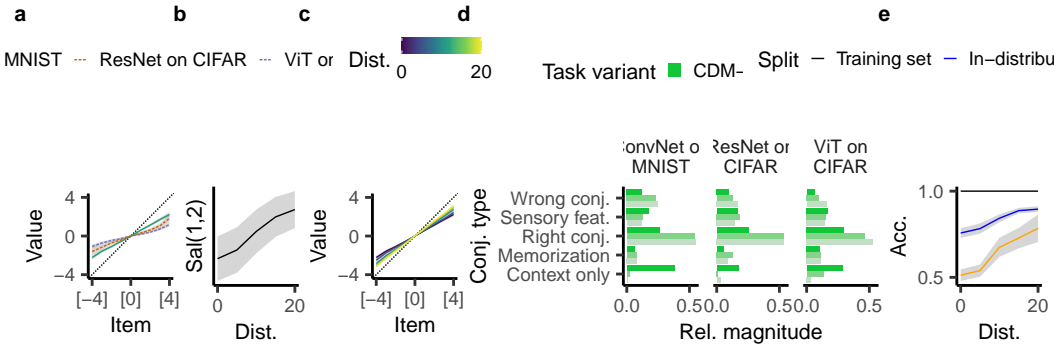 a
b
c
d
e
MNIST
ResNet on CIFAR
ViT or
Dist.
0
20
Task variant
CDM-
Split
Training set
In-distribu
4
0
−4
Value
[−4]
[0]
[4]
Item
Sal(1,2)
0
20
Dist.
4
0
−4
Value
[−4]
[0]
[4]
Item
ConvNet o
MNIST
ResNet or
CIFAR
ViT on
CIFAR
Conj. type
Wrong conj.
Sensory feat.
Right conj.
Memorization
Context only
0.0
0.5
0.0
0.5
0.0
0.5
Rel. magnitude
1.0
0.5
Acc.
0
20
Dist.